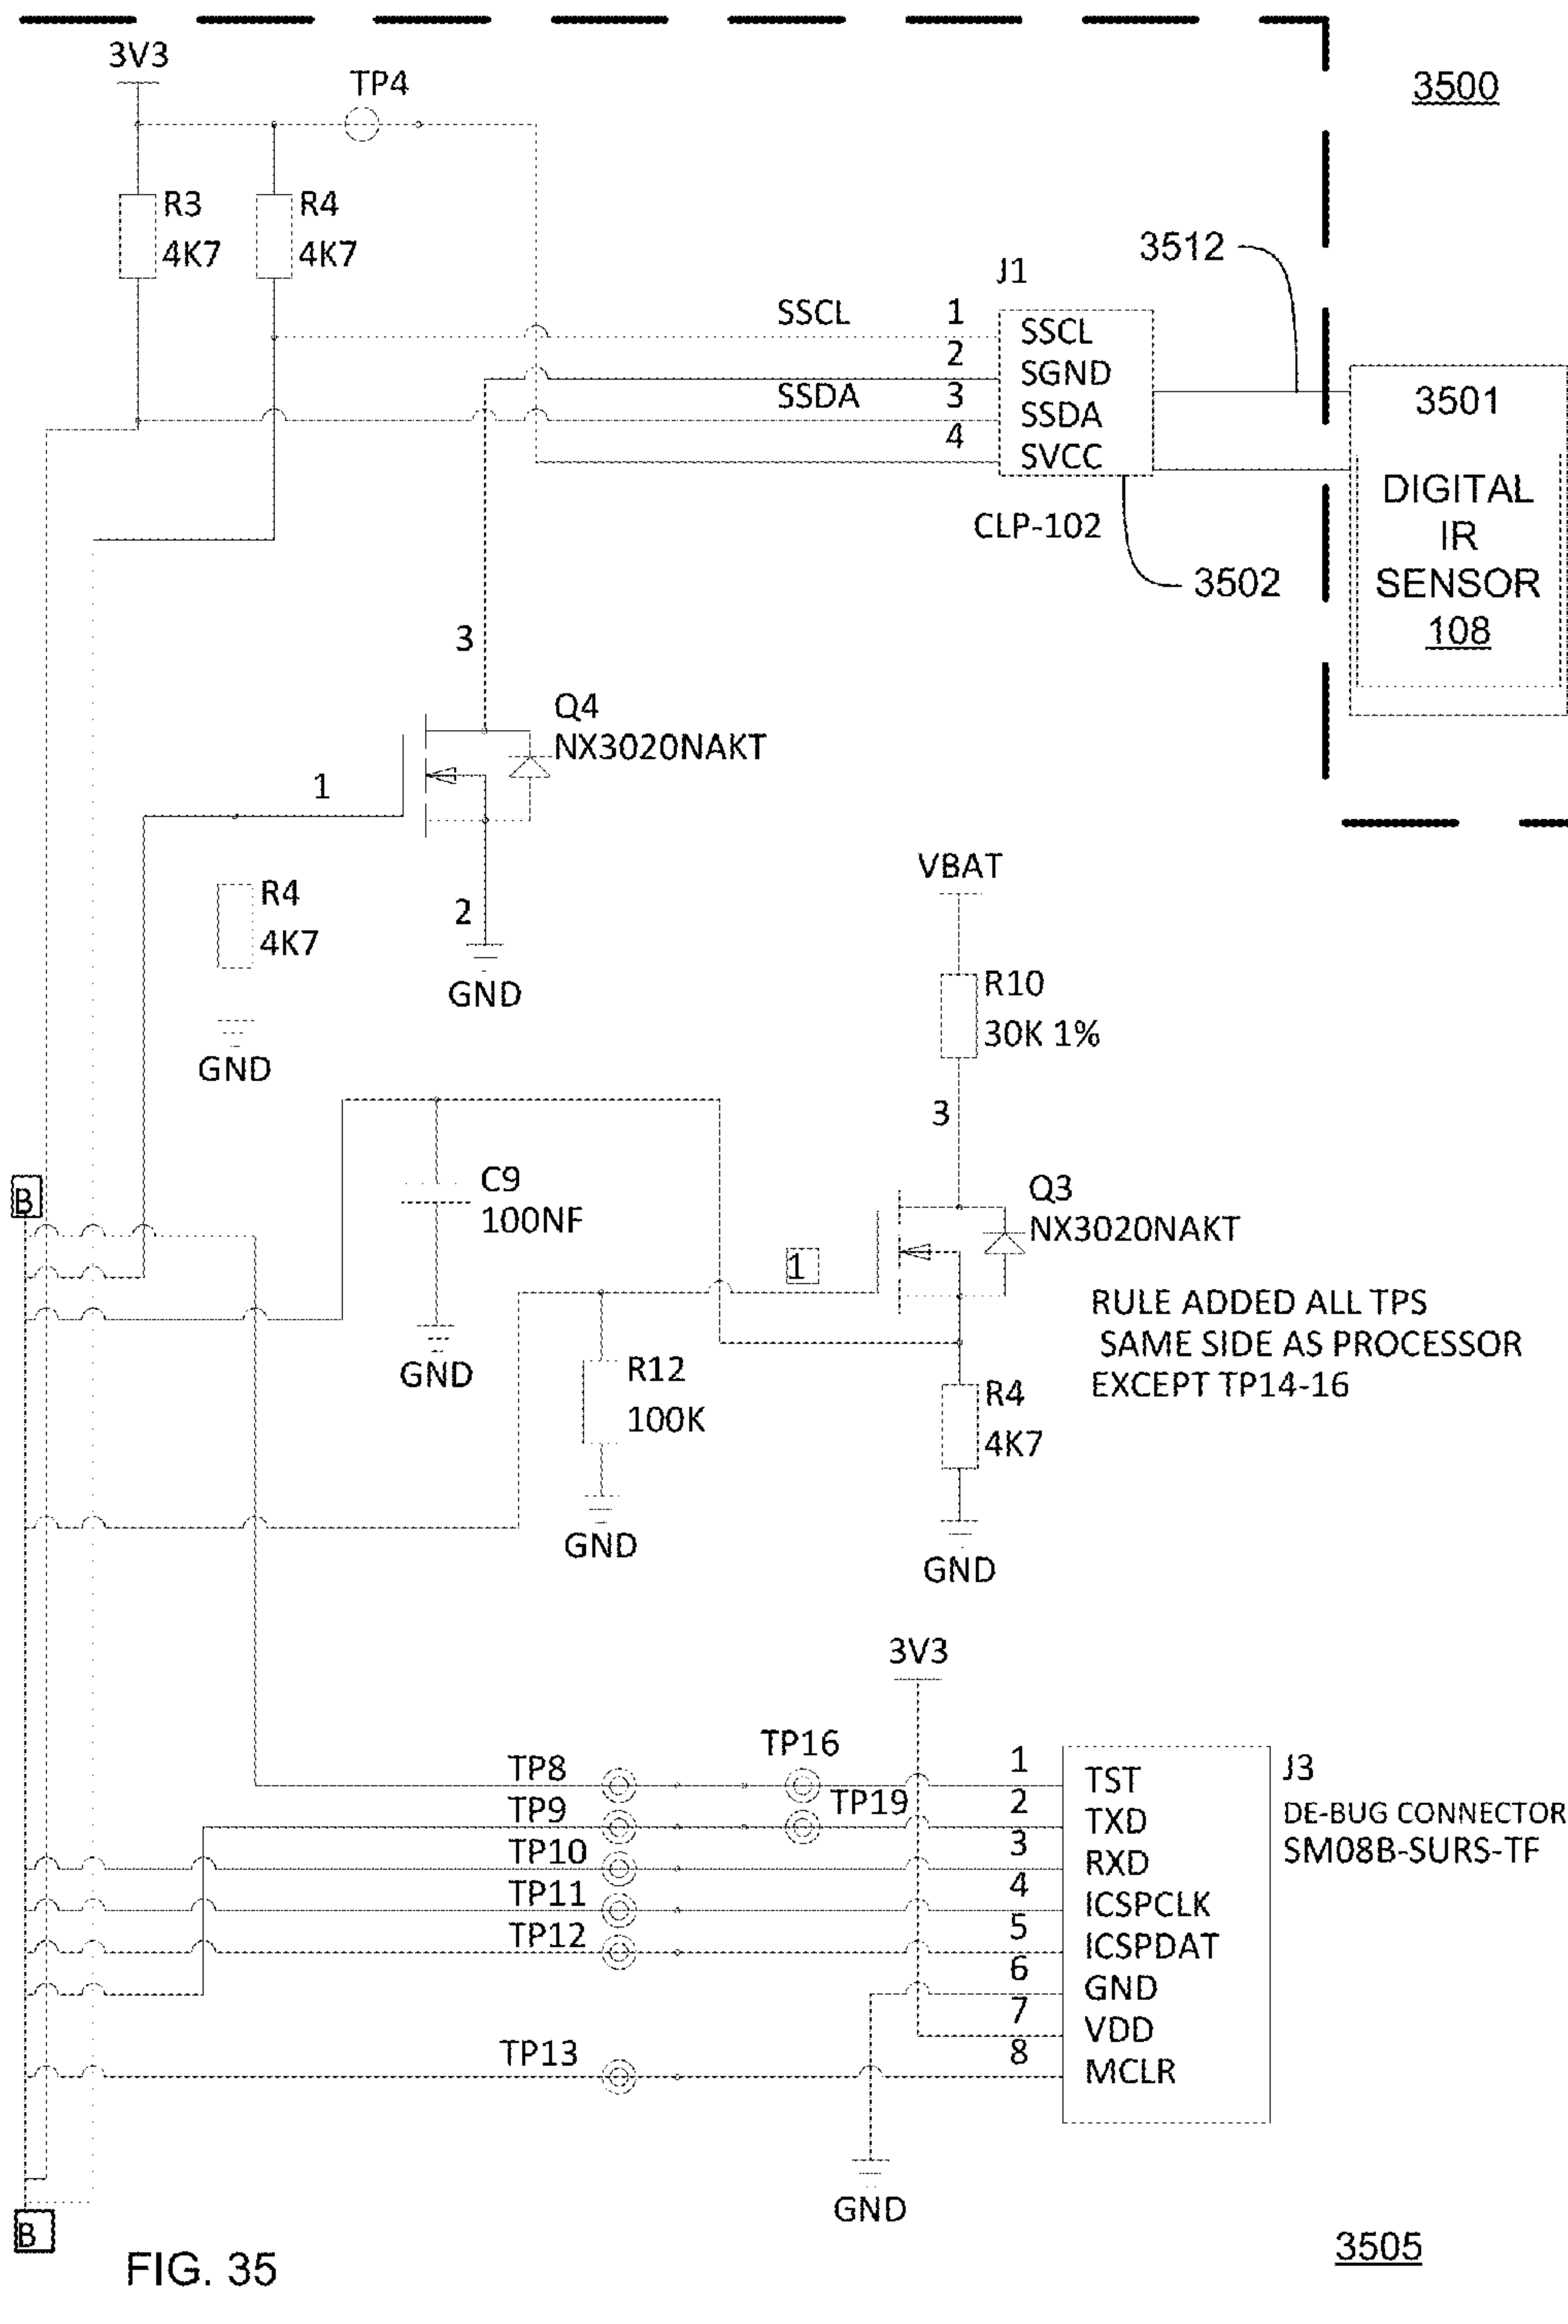 3V3
TP4
3500
R3
4K7
R4
4K7
3512
J1
SSCL
1
SSCL
2
SGND
SSDA
3
SSDA
4
SVCC
3501
DIGITAL
IR
SENSOR
108
CLP-102
3502
3
Q4
NX3020NAKT
1
2
GND
R4
4K7
GND
VBAT
R10
30K 1%
3
B
C9
100NF
GND
Q3
NX3020NAKT
1
RULE ADDED ALL TPS
SAME SIDE AS PROCESSOR
EXCEPT TP14-16
R12
100K
GND
R4
4K7
GND
3V3
TP8
TP16
1
TST
J3
TP9
TP19
2
TXD
DE-BUG CONNECTOR
SM08B-SURS-TF
TP10
3
RXD
TP11
4
ICSPCLK
TP12
5
ICSPDAT
6
GND
7
VDD
TP13
8
MCLR
GND
B
FIG. 35
3505